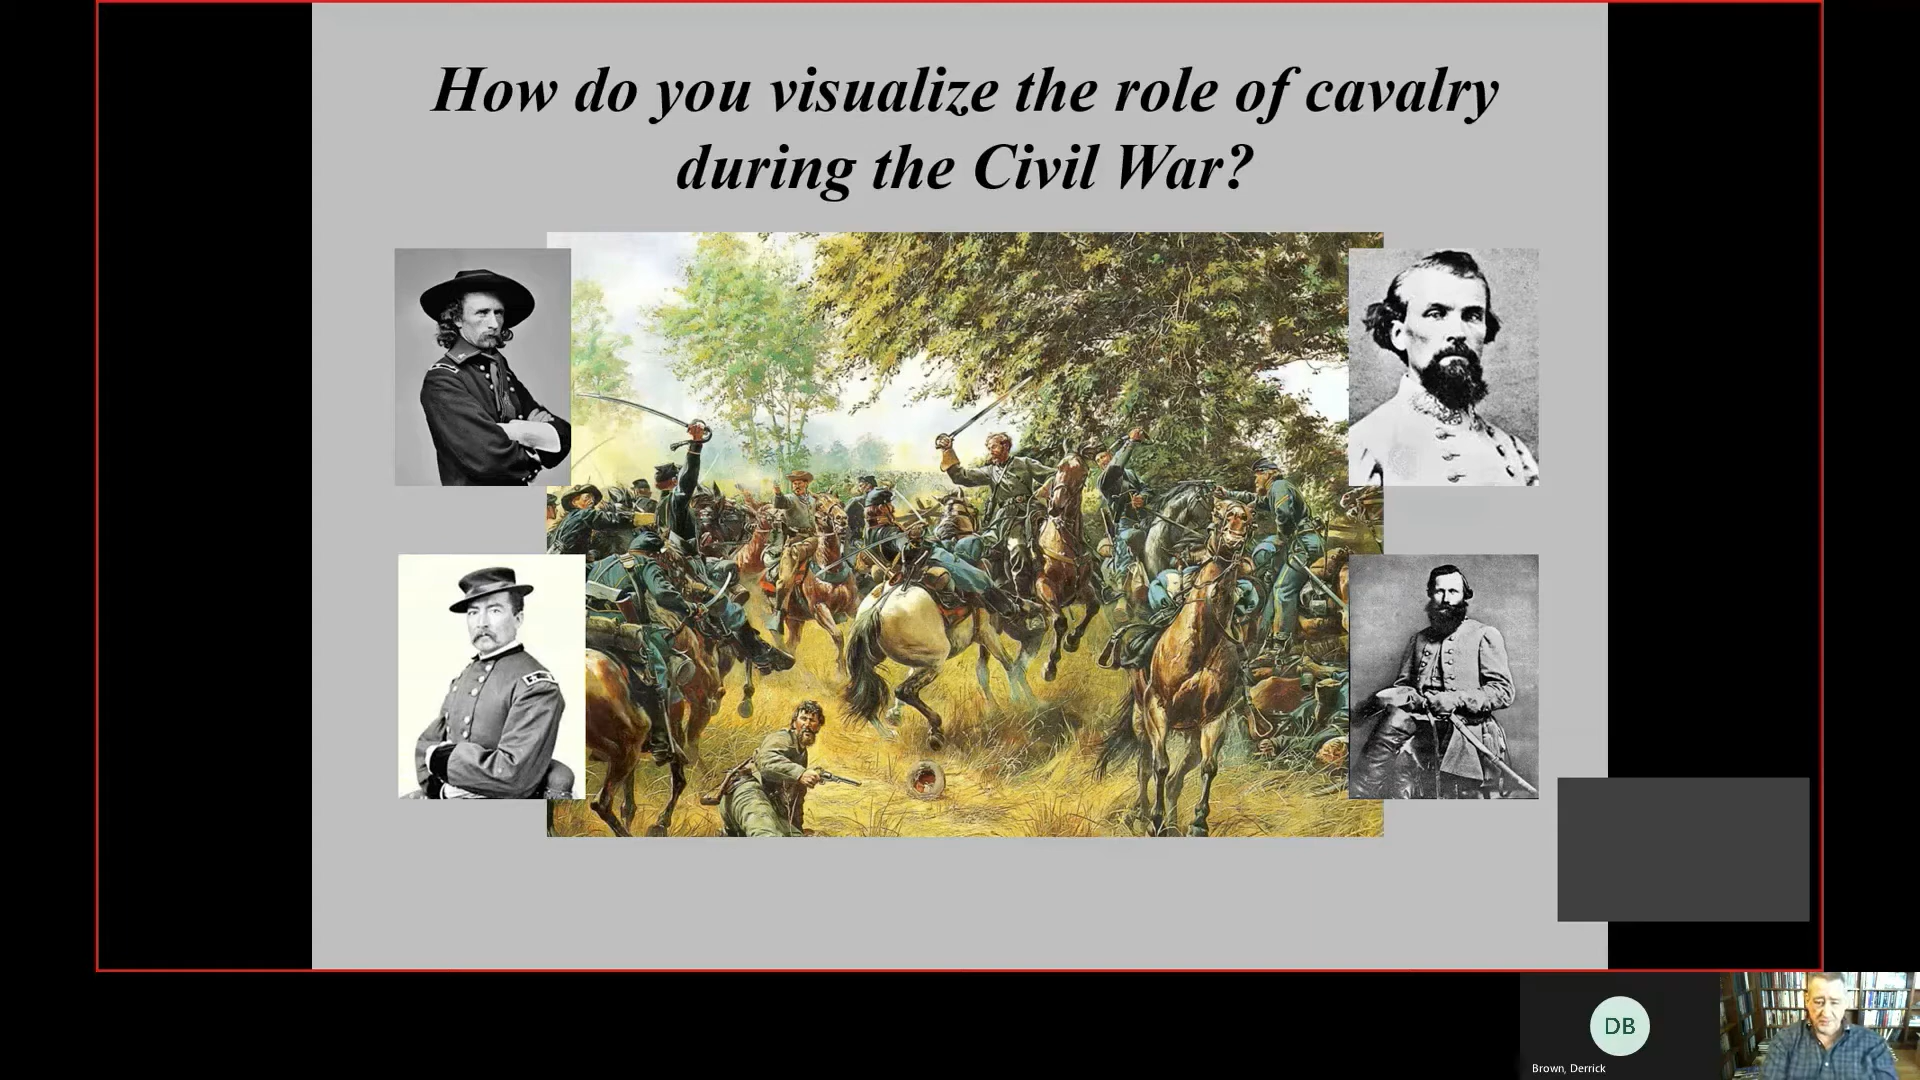 How do you visualize the role of cavalry
during the Civil War?
DB
Brown, Derrick